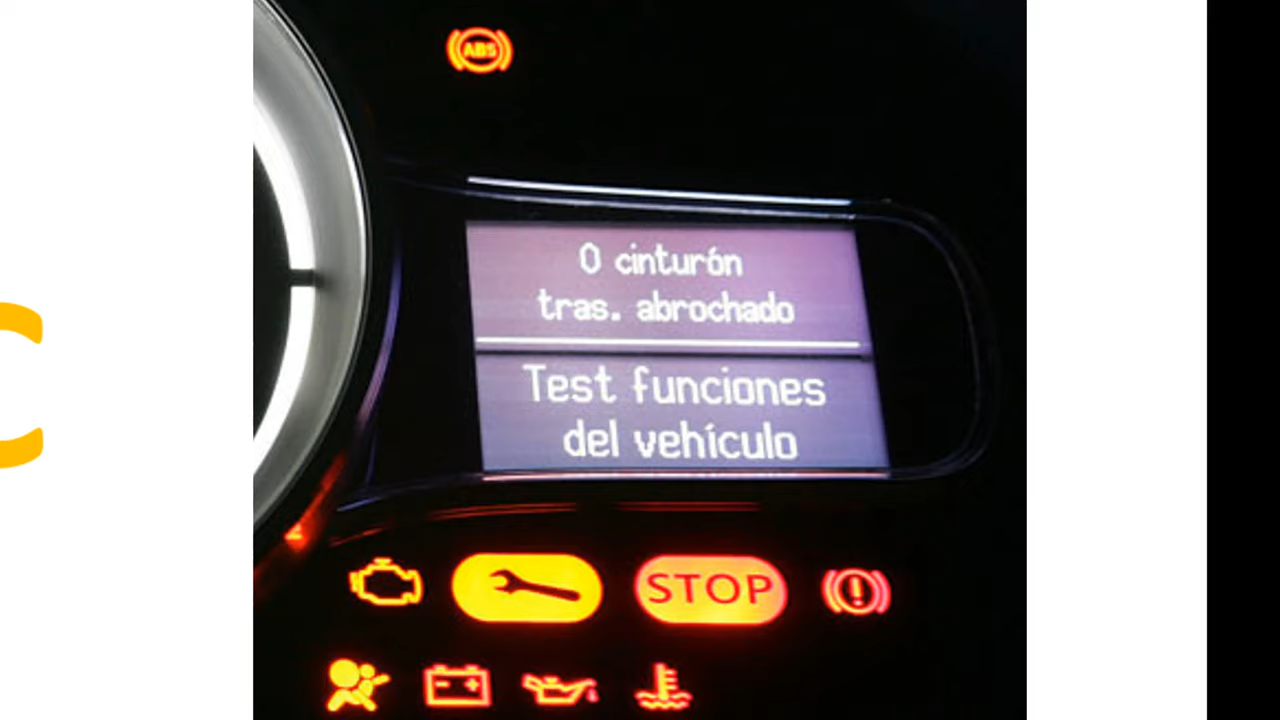 ABS
0 cinturón
tras. abrochado
Test funciones
del vehículo
STOP